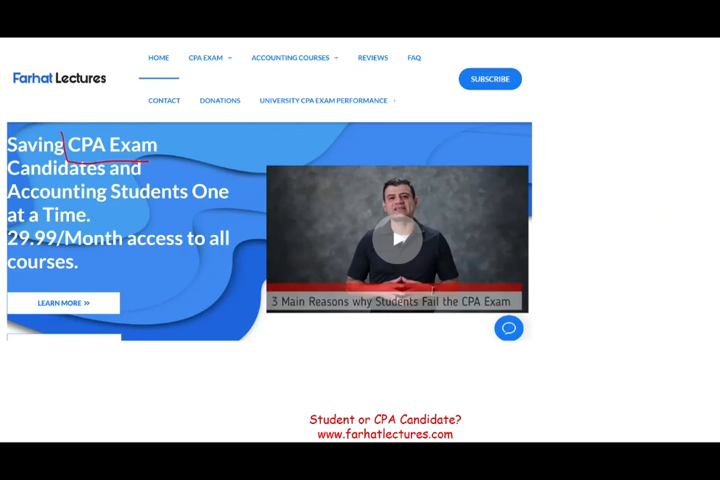 HOME CPA EXAM ACCOUNTING COURSES REVIEWS FAQ
Farhat Lectures
SUBSCRIBE
CONTACT DONATIONS UNIVERSITY CPA EXAM PERFORMANCE
Saving CPA Exam
Candidates and
Accounting Students One
at a Time.
29.99/Month access to all
courses.
LEARN MORE
3 Main Reasons why Students Fail the CPA Exam
Student or CPA Candidate?
www.farhatlectures.com